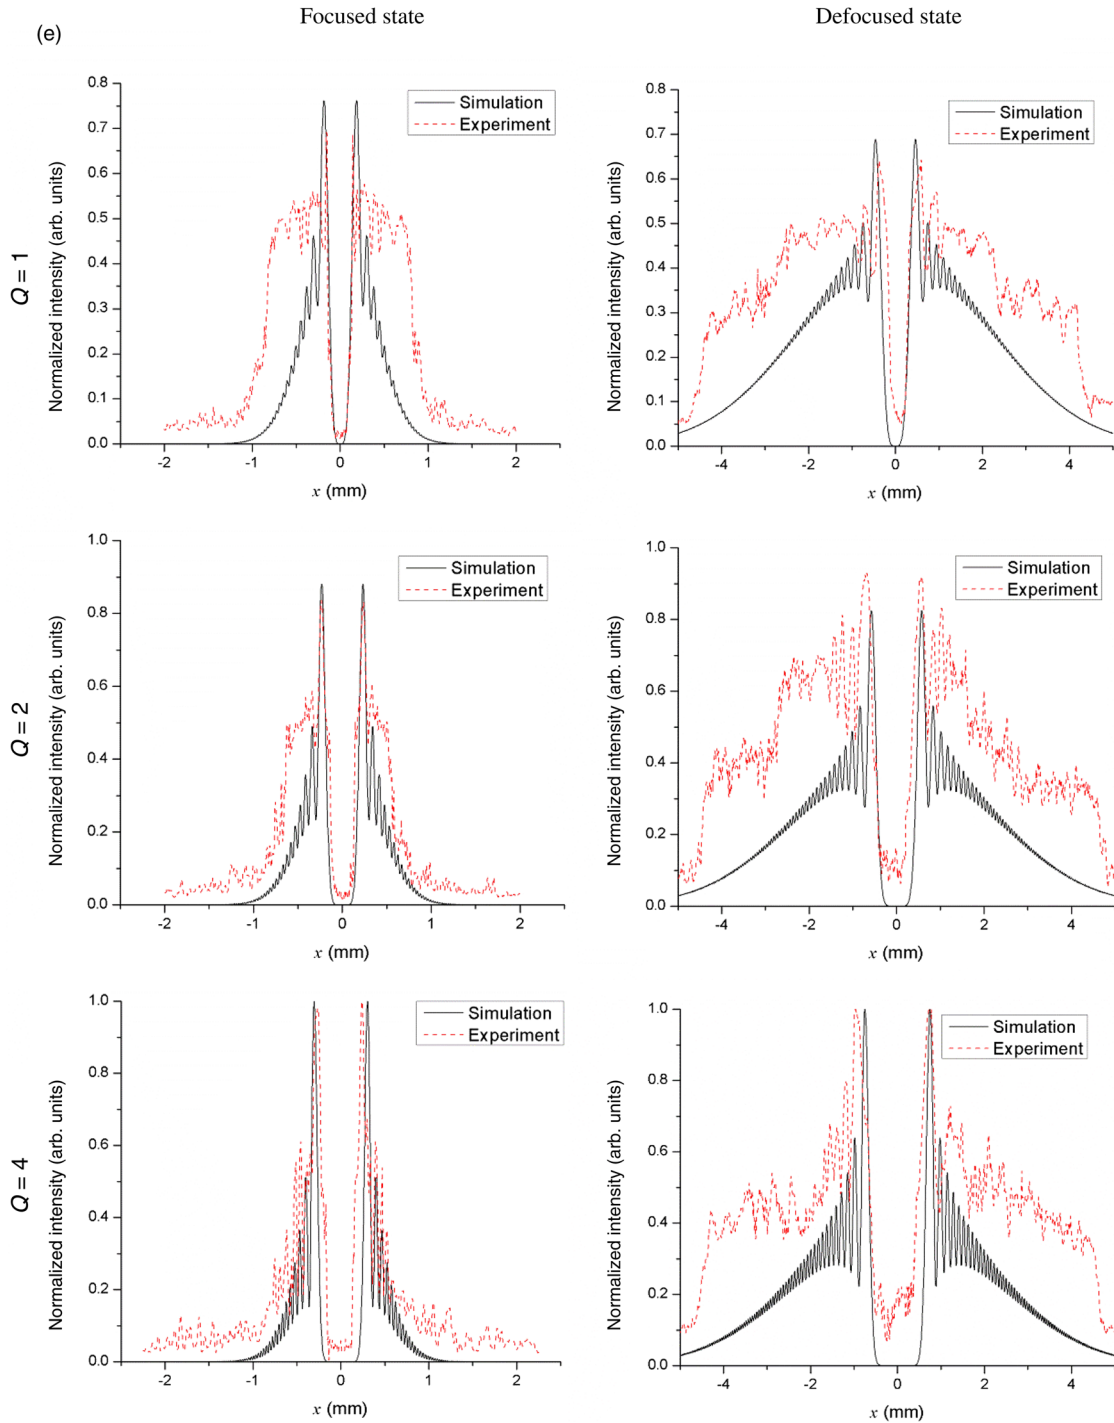 Focused state
Defocused state
(e)
Q = 1
Normalized intensity (arb. units)
0.8
0.7
0.6
0.5
0.4
0.3
0.2
0.1
0.0
Simulation
Experiment
-2 -1 0 1 2
x (mm)
Normalized intensity (arb. units)
0.8
0.7
0.6
0.5
0.4
0.3
0.2
0.1
0.0
Simulation
Experiment
-4 -2 0 2 4
x (mm)
Q = 2
Normalized intensity (arb. units)
1.0
0.8
0.6
0.4
0.2
0.0
Simulation
Experiment
-2 -1 0 1 2
x (mm)
Normalized intensity (arb. units)
1.0
0.8
0.6
0.4
0.2
0.0
Simulation
Experiment
-4 -2 0 2 4
x (mm)
Q = 4
Normalized intensity (arb. units)
1.0
0.8
0.6
0.4
0.2
0.0
Simulation
Experiment
-2 -1 0 1 2
x (mm)
Normalized intensity (arb. units)
1.0
0.8
0.6
0.4
0.2
0.0
Simulation
Experiment
-4 -2 0 2 4
x (mm)